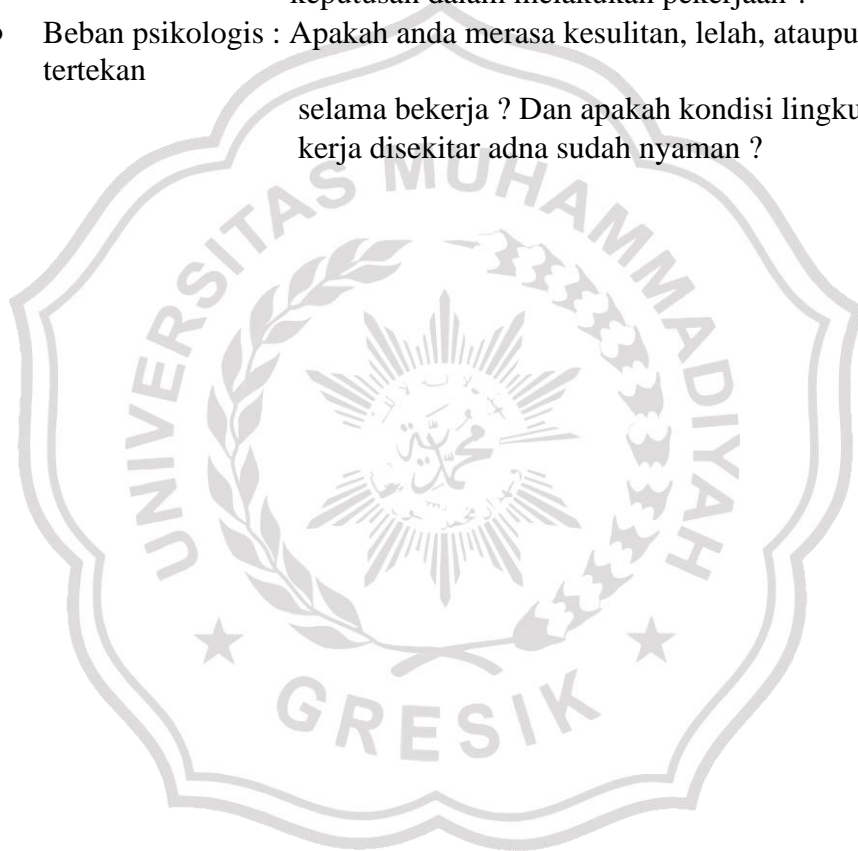 keputusan dalam melakukan pekerjaan ?
Beban psikologis : Apakah anda merasa kesulitan, lelah, ataupu
tertekan
selama bekerja ? Dan apakah kondisi lingku
kerja disekitar adna sudah nyaman ?
UNIVERSITAS MUHAMMADIYAH
GRESIK